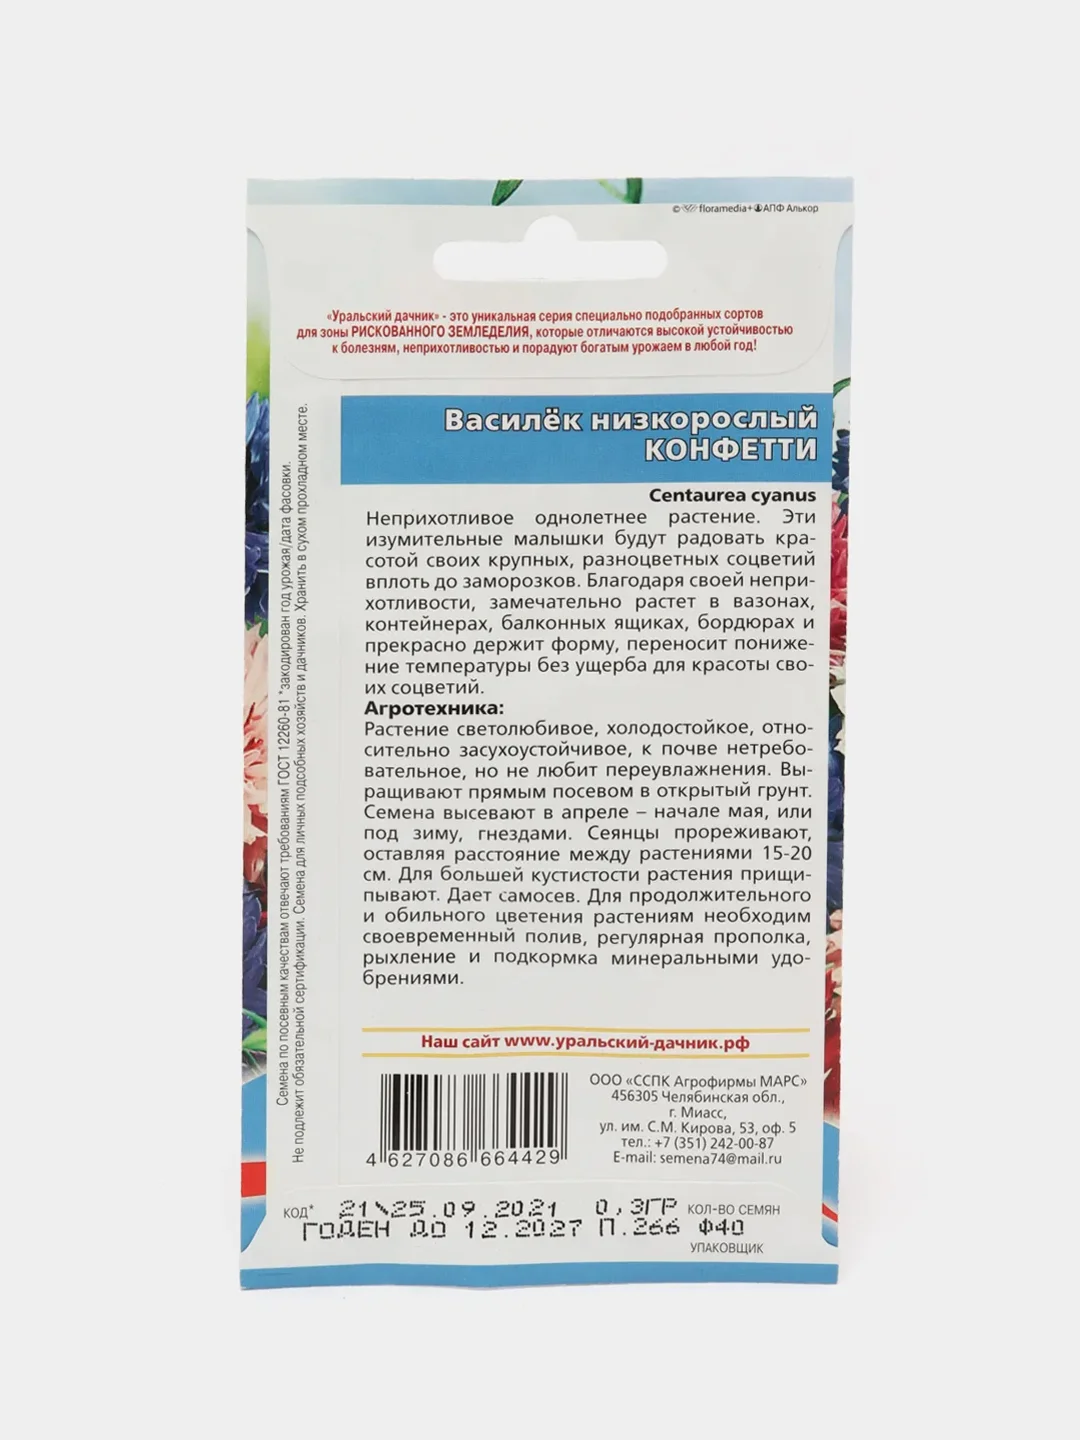 © floramedia+ АПФ Алькор
«Уральский дачник» - это уникальная серия специально подобранных сортов
для зоны РИСКОВАННОГО ЗЕМЛЕДЕЛИЯ, которые отличаются высокой устойчивостью
к болезням, неприхотливостью и порадуют богатым урожаем в любой год!
Василёк низкорослый
КОНФЕТТИ
Centaurea cyanus
Неприхотливое однолетнее растение. Эти
изумительные малышки будут радовать кра-
сотой своих крупных, разноцветных соцветий
вплоть до заморозков. Благодаря своей непри-
хотливости, замечательно растет в вазонах,
контейнерах, балконных ящиках, бордюрах и
прекрасно держит форму, переносит пониже-
ние температуры без ущерба для красоты сво-
их соцветий.
Агротехника:
Растение светолюбивое, холодостойкое, отно-
сительно засухоустойчивое, к почве нетребо-
вательное, но не любит переувлажнения. Вы-
ращивают прямым посевом в открытый грунт.
Семена высевают в апреле – начале мая, или
под зиму, гнездами. Сеянцы прореживают,
оставляя расстояние между растениями 15-20
см. Для большей кустистости растения прищи-
пывают. Дает самосев. Для продолжительного
и обильного цветения растениям необходим
своевременный полив, регулярная прополка,
рыхление и подкормка минеральными удо-
брениями.
Наш сайт www.уральский-дачник.рф
4 627086 664429
ООО «ССПК Агрофирмы МАРС»
456305 Челябинская обл.,
г. Миасс,
ул. им. С.М. Кирова, 53, оф. 5
тел.: +7 (351) 242-00-87
E-mail: semena74@mail.ru
КОД* 21\25.09.2021 0,3ГР КОЛ-ВО СЕМЯН
ГОДЕН ДО 12.2027 П.266 Ф40
УПАКОВЩИК
Семена по посевным качествам отвечают требованиям ГОСТ 12260-81 *закодирован год урожая/дата фасовки.
Не подлежит обязательной сертификации. Семена для личных подсобных хозяйств и дачников. Хранить в сухом прохладном месте.